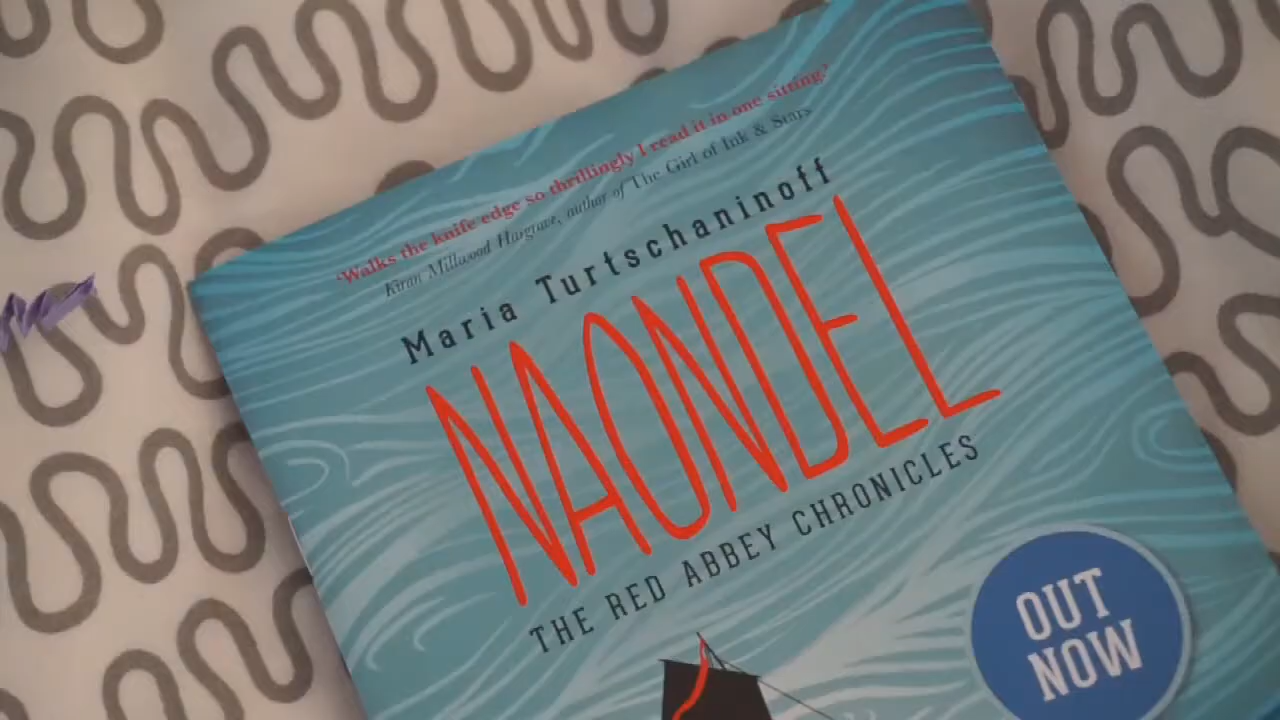 'Walks the knife edge so thrillingly I read it in one sitting'
Kiran Millwood Hargrave, author of The Girl of Ink & Stars
Maria Turtschaninoff
NAONDEL
THE RED ABBEY CHRONICLES
OUT
NOW